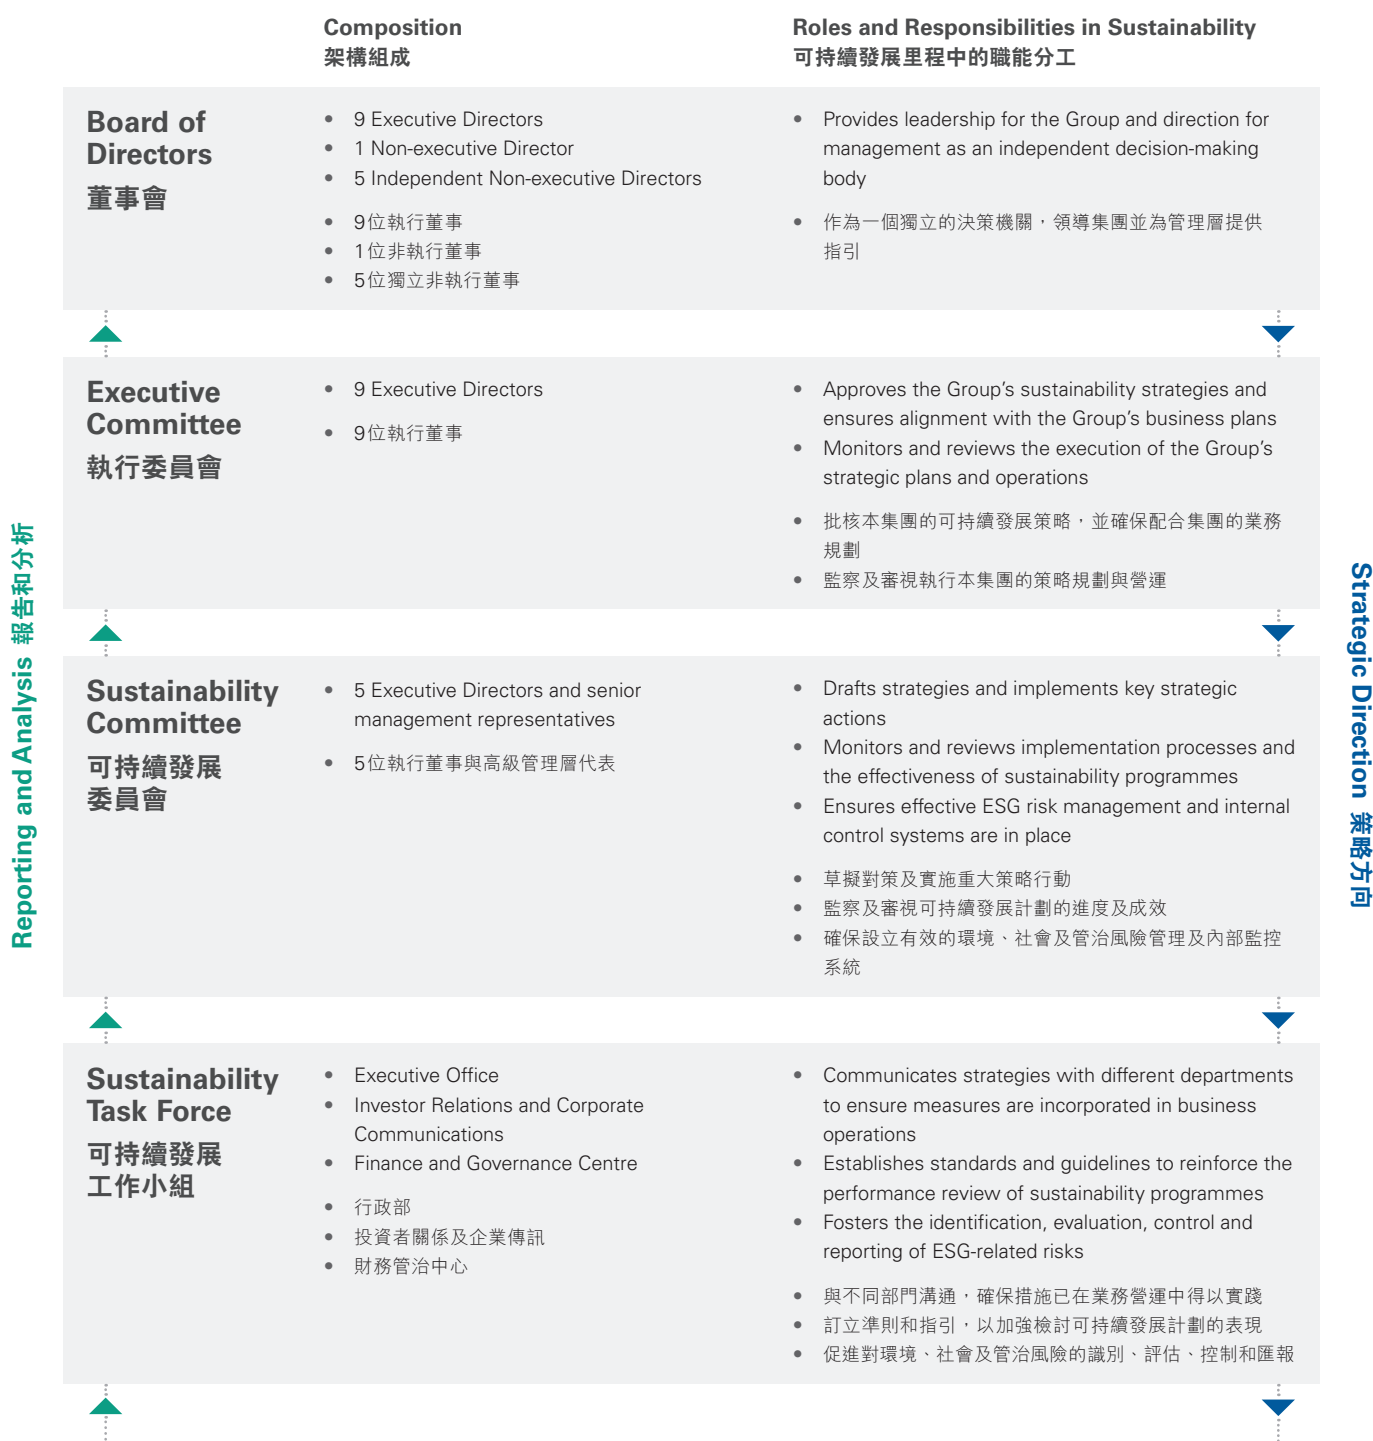 Composition
架構組成
Roles and Responsibilities in Sustainability
可持續發展里程中的職能分工
Board of
Directors
董事會
• 9 Executive Directors
• 1 Non-executive Director
• 5 Independent Non-executive Directors
• 9位執行董事
• 1位非執行董事
• 5位獨立非執行董事
• Provides leadership for the Group and direction for
management as an independent decision-making
body
• 作為一個獨立的決策機關，領導集團並為管理層提供
指引
Executive
Committee
執行委員會
• 9 Executive Directors
• 9位執行董事
• Approves the Group’s sustainability strategies and
ensures alignment with the Group’s business plans
• Monitors and reviews the execution of the Group’s
strategic plans and operations
• 批核本集團的可持續發展策略，並確保配合集團的業務
規劃
• 監察及審視執行本集團的策略規劃與營運
Sustainability
Committee
可持續發展
委員會
• 5 Executive Directors and senior
management representatives
• 5位執行董事與高級管理層代表
• Drafts strategies and implements key strategic
actions
• Monitors and reviews implementation processes and
the effectiveness of sustainability programmes
• Ensures effective ESG risk management and internal
control systems are in place
• 草擬對策及實施重大策略行動
• 監察及審視可持續發展計劃的進度及成效
• 確保設立有效的環境、社會及管治風險管理及內部監控
系統
Sustainability
Task Force
可持續發展
工作小組
• Executive Office
• Investor Relations and Corporate
Communications
• Finance and Governance Centre
• 行政部
• 投資者關係及企業傳訊
• 財務管治中心
• Communicates strategies with different departments
to ensure measures are incorporated in business
operations
• Establishes standards and guidelines to reinforce the
performance review of sustainability programmes
• Fosters the identification, evaluation, control and
reporting of ESG-related risks
• 與不同部門溝通，確保措施已在業務營運中得以實踐
• 訂立準則和指引，以加強檢討可持續發展計劃的表現
• 促進對環境、社會及管治風險的識別、評估、控制和匯報
Reporting and Analysis 報告和分析
Strategic Direction 策略方向